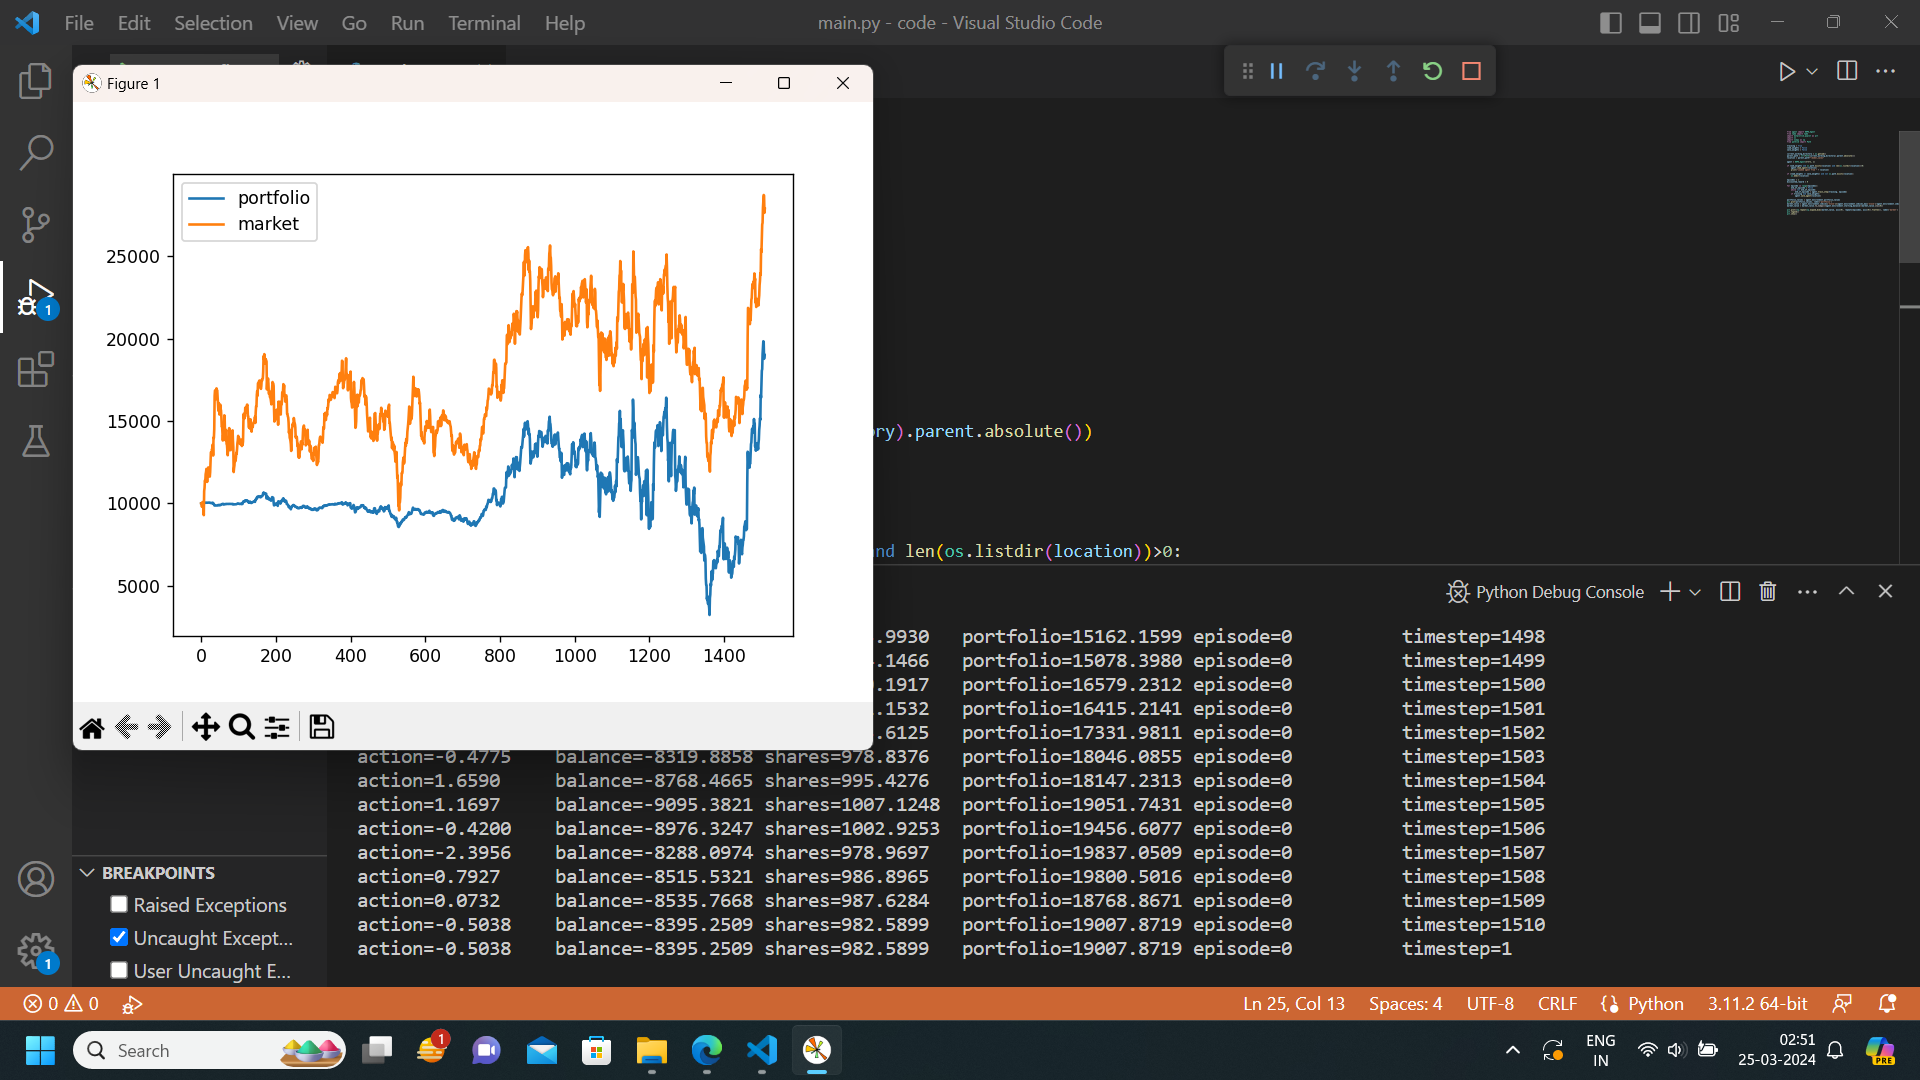 File Edit Selection View Go Run Terminal Help
main.py - code - Visual Studio Code
Figure 1
portfolio
market
25000
20000
15000
10000
5000
0 200 400 600 800 1000 1200 1400
ry).parent.absolute())
nd len(os.listdir(location))>0:
Python Debug Console
.9930 portfolio=15162.1599 episode=0 timestep=1498
.1466 portfolio=15078.3980 episode=0 timestep=1499
.1917 portfolio=16579.2312 episode=0 timestep=1500
.1532 portfolio=16415.2141 episode=0 timestep=1501
.6125 portfolio=17331.9811 episode=0 timestep=1502
action=-0.4775 balance=-8319.8858 shares=978.8376 portfolio=18046.0855 episode=0 timestep=1503
action=1.6590 balance=-8768.4665 shares=995.4276 portfolio=18147.2313 episode=0 timestep=1504
action=1.1697 balance=-9095.3821 shares=1007.1248 portfolio=19051.7431 episode=0 timestep=1505
action=-0.4200 balance=-8976.3247 shares=1002.9253 portfolio=19456.6077 episode=0 timestep=1506
action=-2.3956 balance=-8288.0974 shares=978.9697 portfolio=19837.0509 episode=0 timestep=1507
action=0.7927 balance=-8515.5321 shares=986.8965 portfolio=19800.5016 episode=0 timestep=1508
action=0.0732 balance=-8535.7668 shares=987.6284 portfolio=18768.8671 episode=0 timestep=1509
action=-0.5038 balance=-8395.2509 shares=982.5899 portfolio=19007.8719 episode=0 timestep=1510
action=-0.5038 balance=-8395.2509 shares=982.5899 portfolio=19007.8719 episode=0 timestep=1
1
BREAKPOINTS
Raised Exceptions
Uncaught Except...
User Uncaught E...
1
0 0
Ln 25, Col 13 Spaces: 4 UTF-8 CRLF Python 3.11.2 64-bit
Search
1
ENG
IN
02:51
25-03-2024
PRE